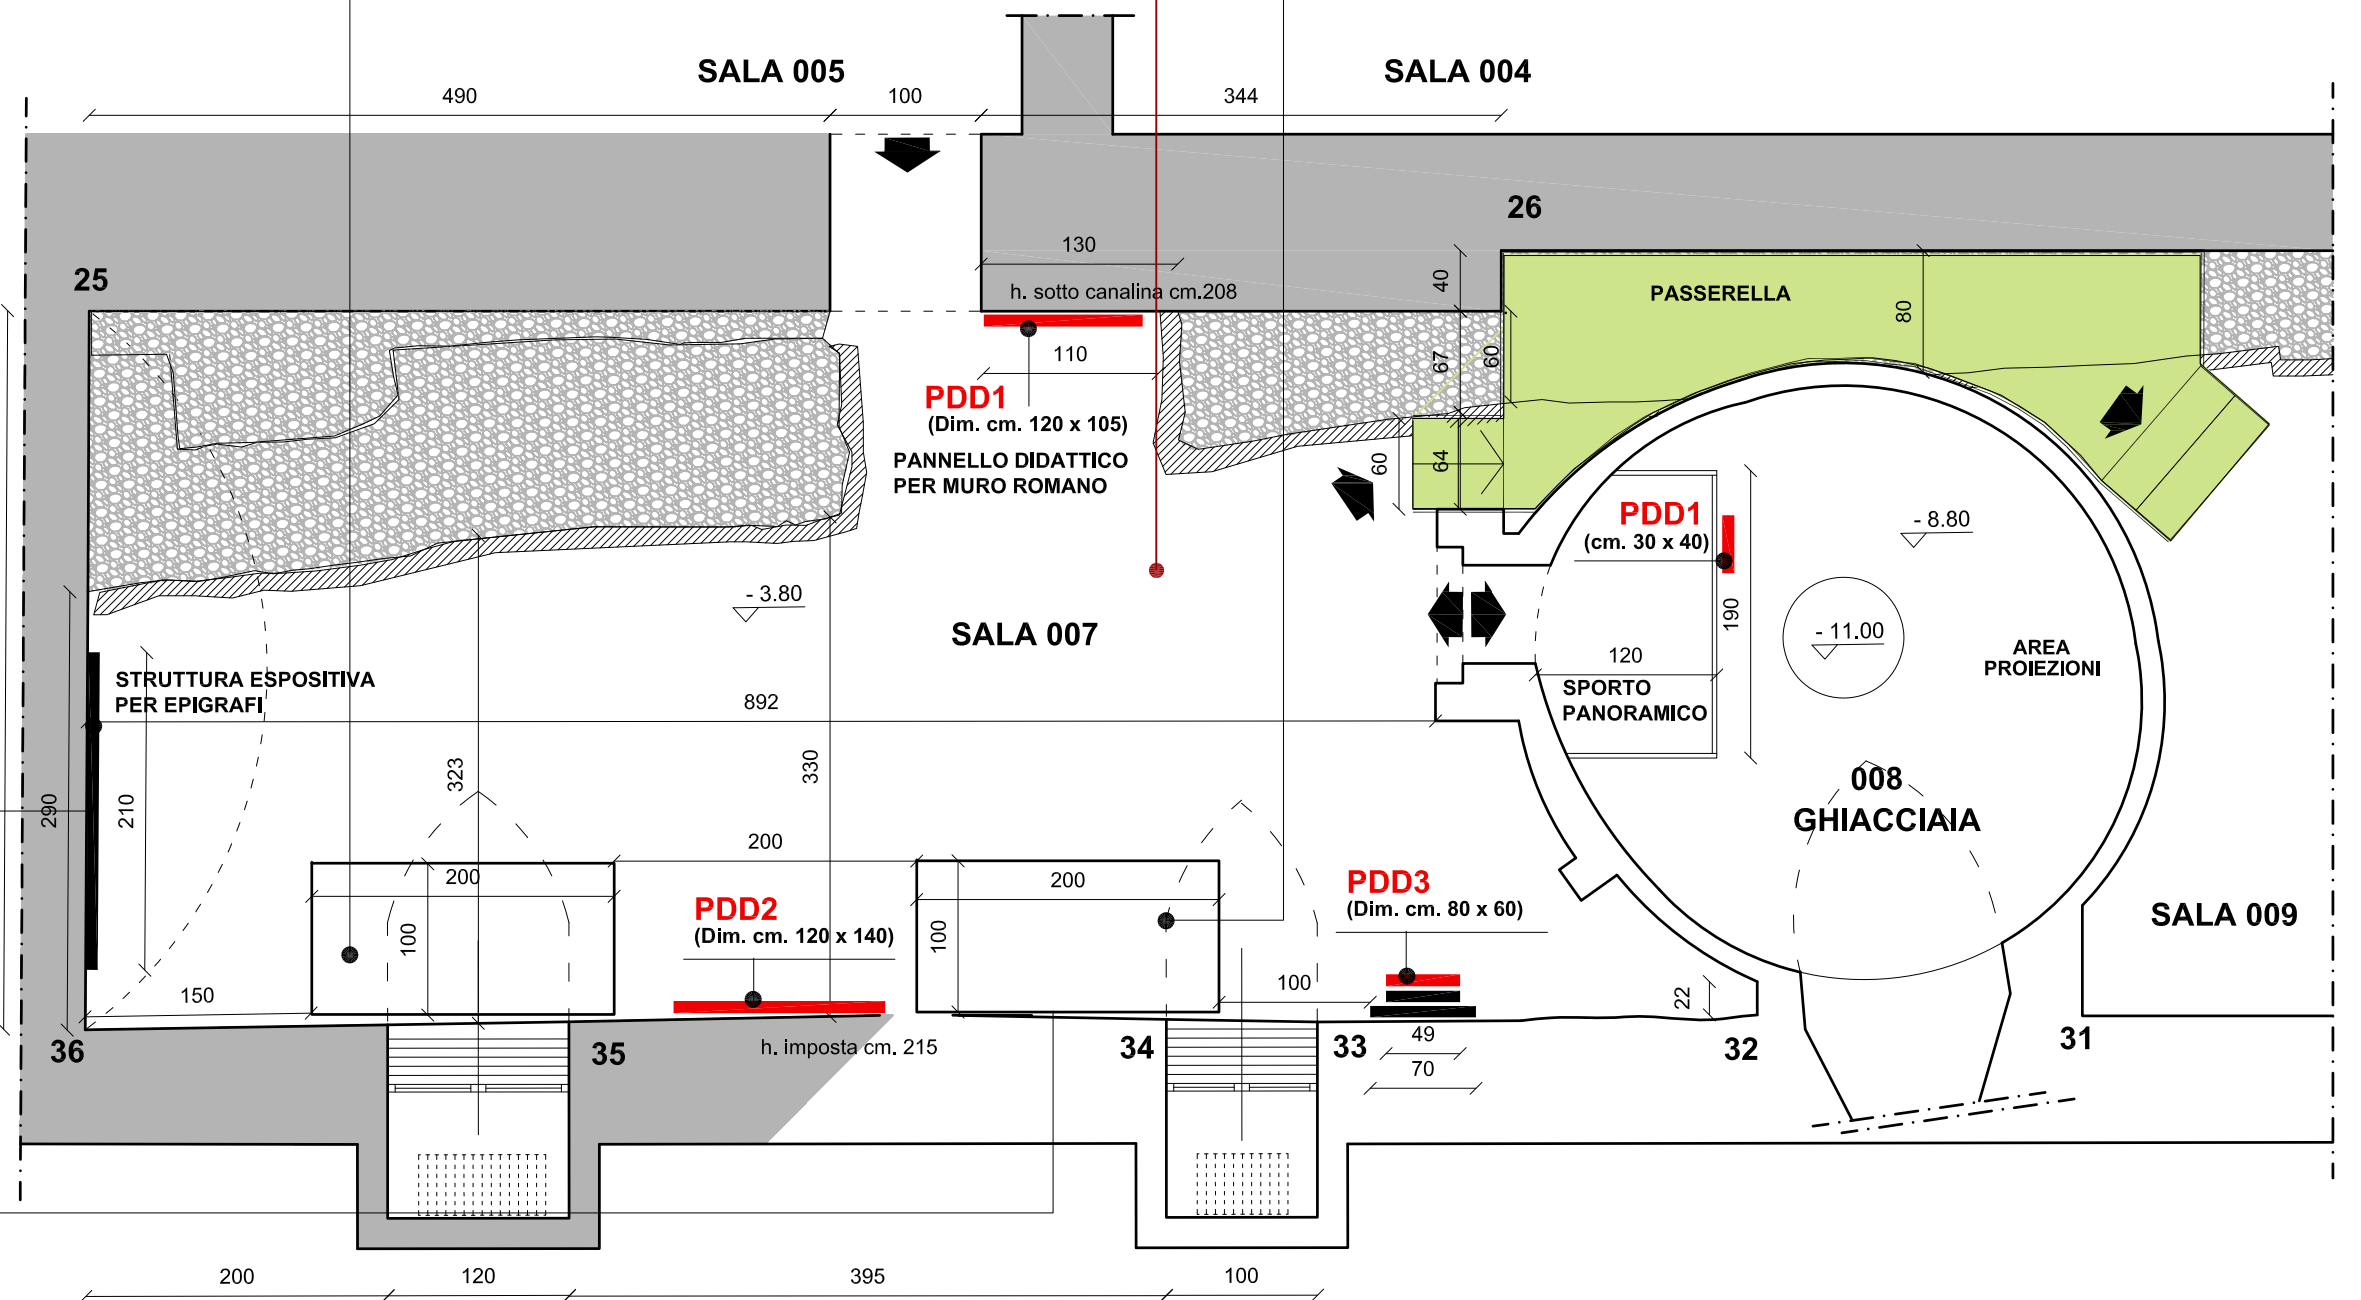 SALA 005
SALA 004
490
100
344
26
130
25
40
h. sotto canalina cm.208
PASSERELLA
80
67
60
110
PDD1
(Dim. cm. 120 x 105)
PANNELLO DIDATTICO
PER MURO ROMANO
60
64
PDD1
(cm. 30 x 40)
- 8.80
- 3.80
SALA 007
190
- 11.00
AREA
PROIEZIONI
120
STRUTTURA ESPOSITIVA
PER EPIGRAFI
SPORTO
PANORAMICO
892
323
330
290
210
008
GHIACCIAIA
200
200
200
PDD3
(Dim. cm. 80 x 60)
PDD2
(Dim. cm. 120 x 140)
100
100
SALA 009
150
100
22
36
35
h. imposta cm. 215
34
33
49
70
32
31
200
120
395
100